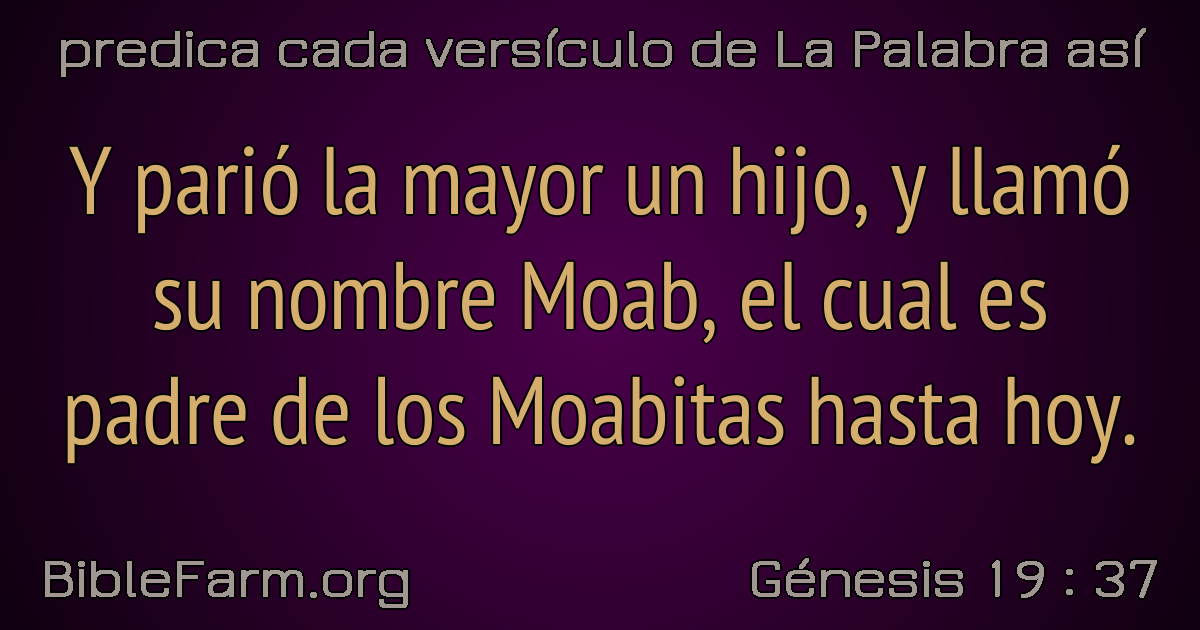 predica cada versículo de La Palabra así
Y parió la mayor un hijo, y llamó
su nombre Moab, el cual es
padre de los Moabitas hasta hoy.
BibleFarm.org
Génesis 19 : 37